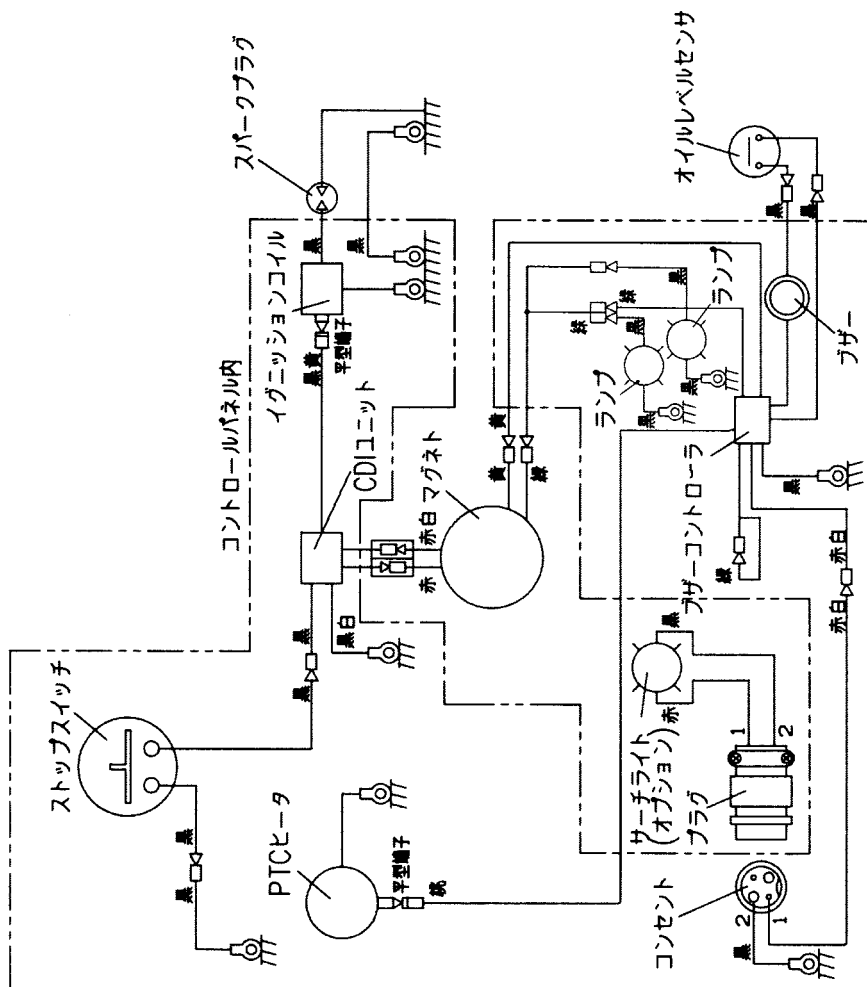 コントロールパネル内
スパークプラグ
イグニッションコイル
黒
黒
黒黄
平型端子
CDIユニット
マグネト
赤白
赤
黒白
黒
黒
ストップスイッチ
黒
黒
PTCヒータ
平型端子
桃
オイルレベルセンサ
黒
黒
ブザー
ランプ
ランプ
黒
黒
黒
黒
緑
緑
黄
黄
緑
ブザーコントローラ
黒
緑
赤白
赤白
サーチライト
(オプション)
黒
赤
プラグ
1
2
コンセント
2
1
黒